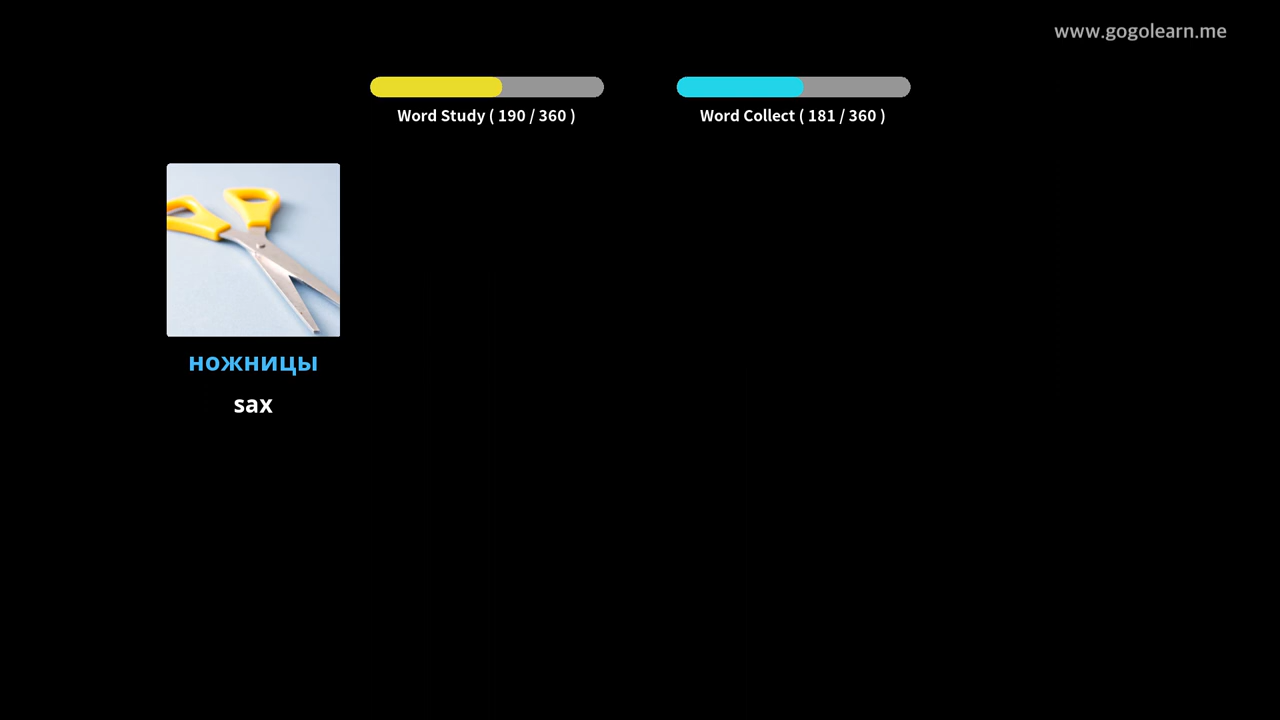 www.gogolearn.me
Word Study ( 190 / 360 )
Word Collect ( 181 / 360 )
ножницы
sax